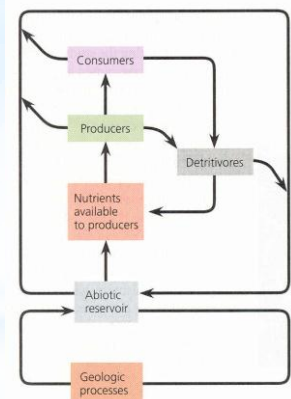 Consumers
Producers
Detritivores
Nutrients
available
to producers
Abiotic
reservoir
Geologic
processes